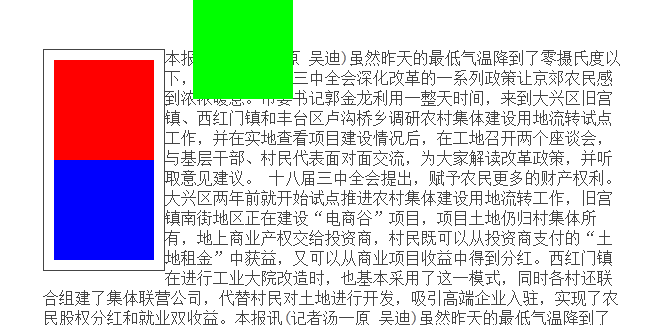 本报 原 吴迪)虽然昨天的最低气温降到了零摄氏度以
下， 三中全会深化改革的一系列政策让京郊农民感
到浓浓暖意。市委书记郭金龙利用一整天时间，来到大兴区旧宫
镇、西红门镇和丰台区卢沟桥乡调研农村集体建设用地流转试点
工作，并在实地查看项目建设情况后，在工地召开两个座谈会，
与基层干部、村民代表面对面交流，为大家解读改革政策，并听
取意见建议。 十八届三中全会提出，赋予农民更多的财产权利。
大兴区两年前就开始试点推进农村集体建设用地流转工作，旧宫
镇南街地区正在建设“电商谷”项目，项目土地仍归村集体所
有，地上商业产权交给投资商，村民既可以从投资商支付的“土
地租金”中获益，又可以从商业项目收益中得到分红。西红门镇
在进行工业大院改造时，也基本采用了这一模式，同时各村还联
合组建了集体联营公司，代替村民对土地进行开发，吸引高端企业入驻，实现了农
民股权分红和就业双收益。本报讯(记者汤一原 吴迪)虽然昨天的最低气温降到了